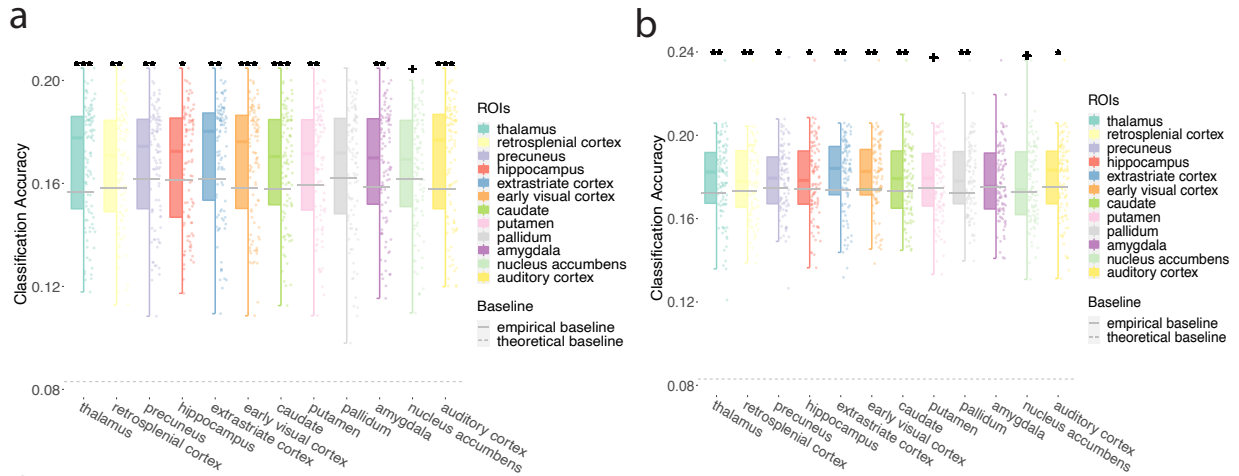 a
*** ** ** * ** *** *** ** ** + ***
0.20
0.16
0.12
0.08
Classification Accuracy
thalamus
retrosplenial cortex
precuneus
hippocampus
extrastriate cortex
early visual cortex
caudate
putamen
pallidum
amygdala
nucleus accumbens
auditory cortex
ROIs
thalamus
retrosplenial cortex
precuneus
hippocampus
extrastriate cortex
early visual cortex
caudate
putamen
pallidum
amygdala
nucleus accumbens
auditory cortex
Baseline
empirical baseline
theoretical baseline
b
** ** * * ** ** ** + ** + *
0.24
0.20
0.16
0.12
0.08
Classification Accuracy
thalamus
retrosplenial cortex
precuneus
hippocampus
extrastriate cortex
early visual cortex
caudate
putamen
pallidum
amygdala
nucleus accumbens
auditory cortex
ROIs
thalamus
retrosplenial cortex
precuneus
hippocampus
extrastriate cortex
early visual cortex
caudate
putamen
pallidum
amygdala
nucleus accumbens
auditory cortex
Baseline
empirical baseline
theoretical baseline